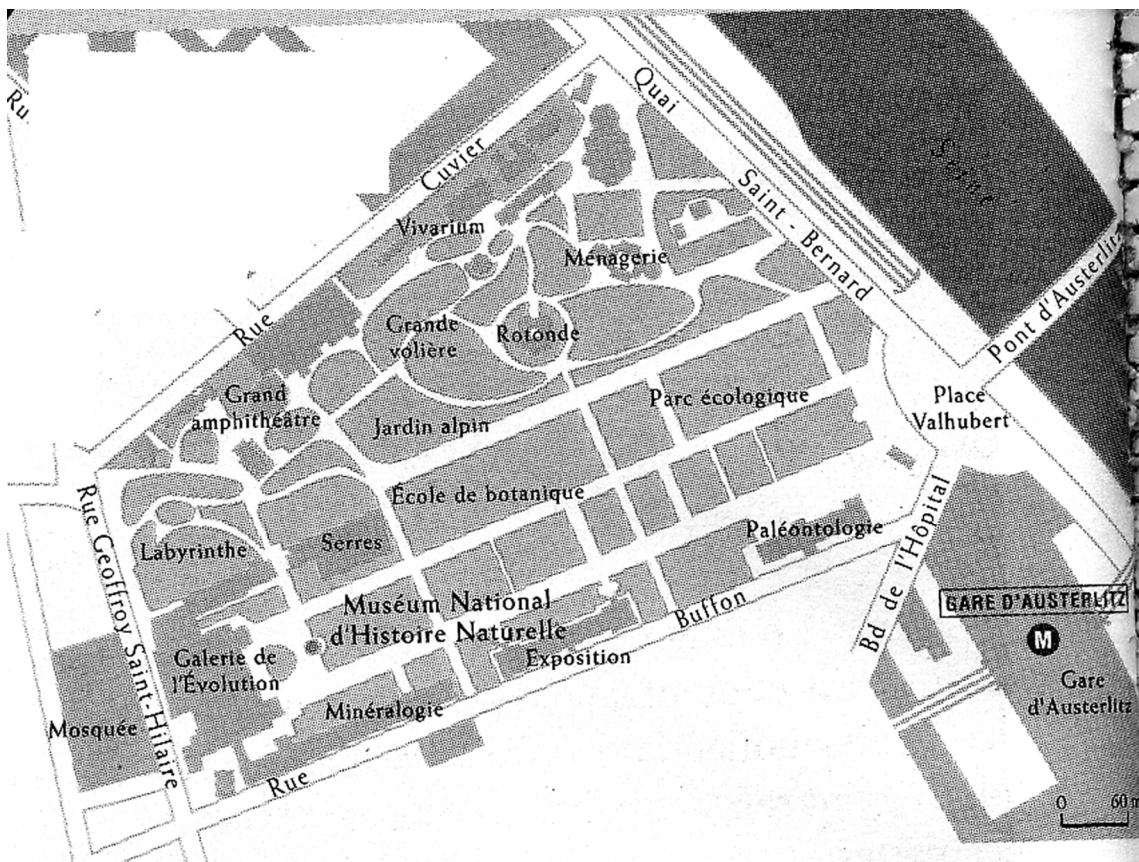 Ru
Quai
Saint - Bernard
Seine
Cuvier
Vivarium
Ménagerie
Pont d'Austerlitz
Rue
Grande
volière
Rotonde
Grand
amphithéâtre
Jardin alpin
Parc écologique
Place
Valhubert
École de botanique
Rue Geoffroy Saint-Hilaire
Labyrinthe
Serres
Paléontologie
Bd de l'Hôpital
Muséum National
d'Histoire Naturelle
GARE D'AUSTERLITZ
M
Buffon
Galerie de
l'Évolution
Exposition
Gare
d'Austerlitz
Mosquée
Minéralogie
Rue
0 60 m